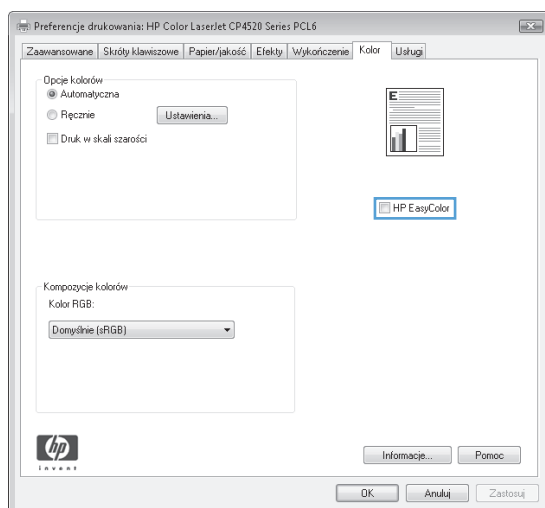 Preferencje drukowania: HP Color LaserJet CP4520 Series PCL6
Zaawansowane Skróty klawiszowe Papier/jakość Efekty Wykończenie Kolor Usługi
Opcje kolorów
Automatyczna
Ręcznie Ustawienia...
Druk w skali szarości
E
HP EasyColor
Kompozycje kolorów
Kolor RGB:
Domyślnie (sRGB)
hp
invent
Informacje... Pomoc
OK Anuluj Zastosuj